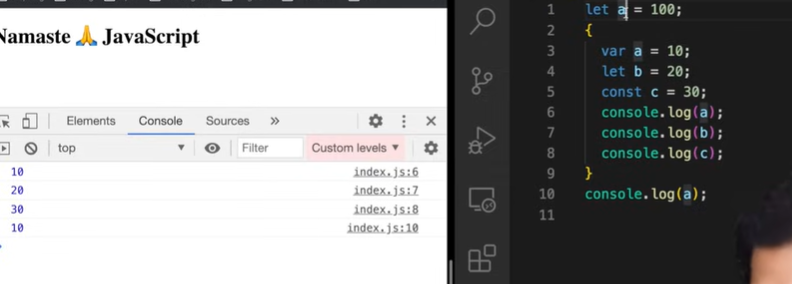 Namaste 🙏 JavaScript
Elements Console Sources »
top Filter Custom levels
10 index.js:6
20 index.js:7
30 index.js:8
10 index.js:10
1 let a = 100;
2 {
3 var a = 10;
4 let b = 20;
5 const c = 30;
6 console.log(a);
7 console.log(b);
8 console.log(c);
9 }
10 console.log(a);
11